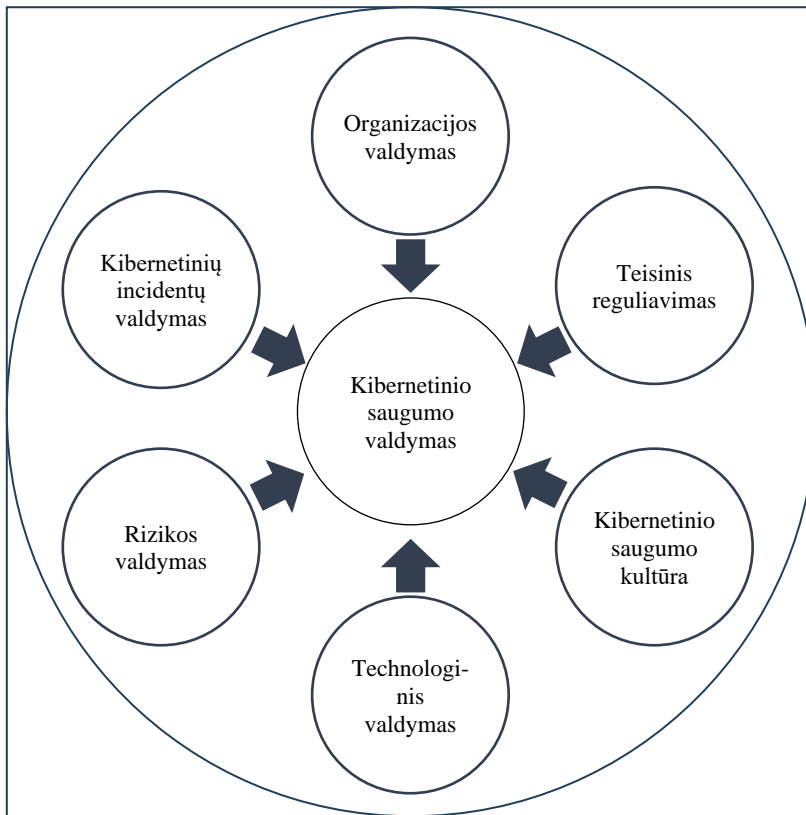 Organizacijos
valdymas
Kibernetinių
incidentų
valdymas
Teisinis
reguliavimas
Kibernetinio
saugumo
valdymas
Rizikos
valdymas
Kibernetinio
saugumo
kultūra
Technologi-
nis
valdymas